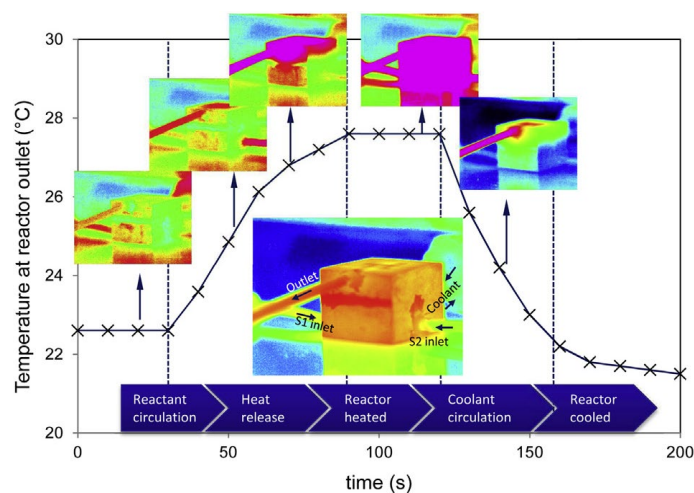 30
28
26
24
22
20
Temperature at reactor outlet (°C)
Outlet
S1 inlet
Coolant
S2 inlet
Reactant
circulation
Heat
release
Reactor
heated
Coolant
circulation
Reactor
cooled
0
50
100
150
200
time (s)